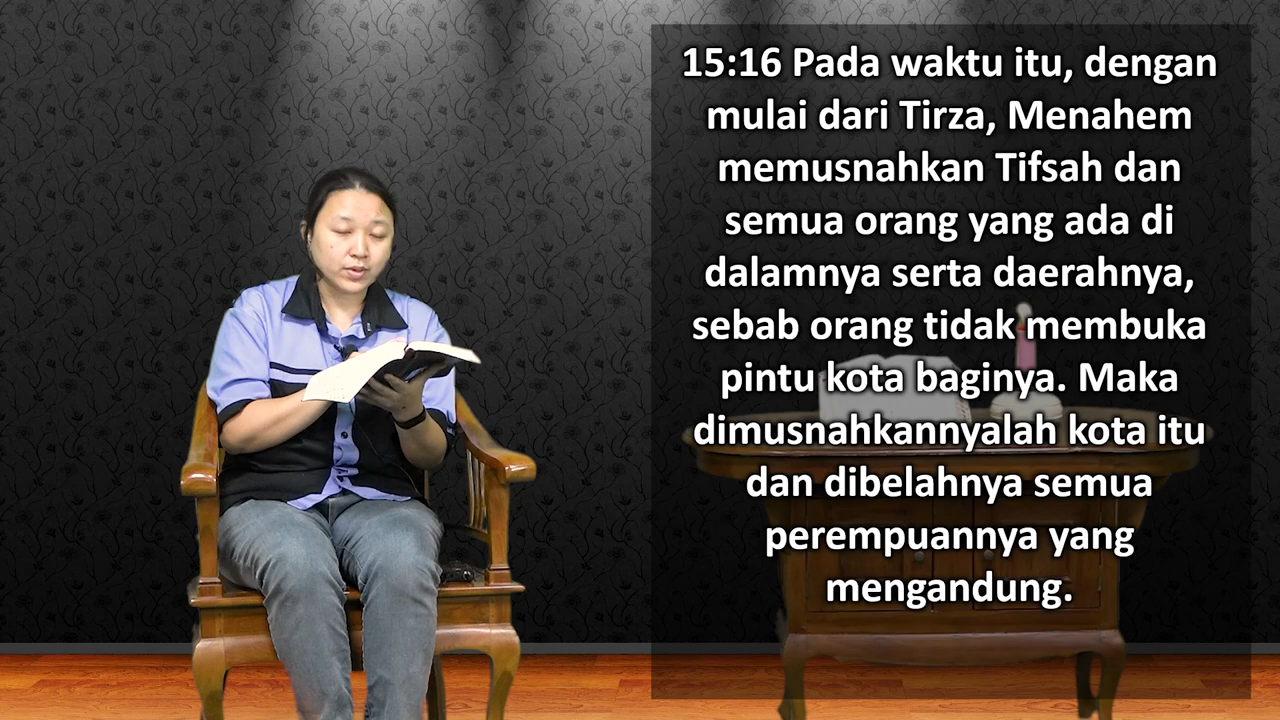 15:16 Pada waktu itu, dengan
mulai dari Tirza, Menahem
memusnahkan Tifsah dan
semua orang yang ada di
dalamnya serta daerahnya,
sebab orang tidak membuka
pintu kota baginya. Maka
dimusnahkannyalah kota itu
dan dibelahnya semua
perempuannya yang
mengandung.